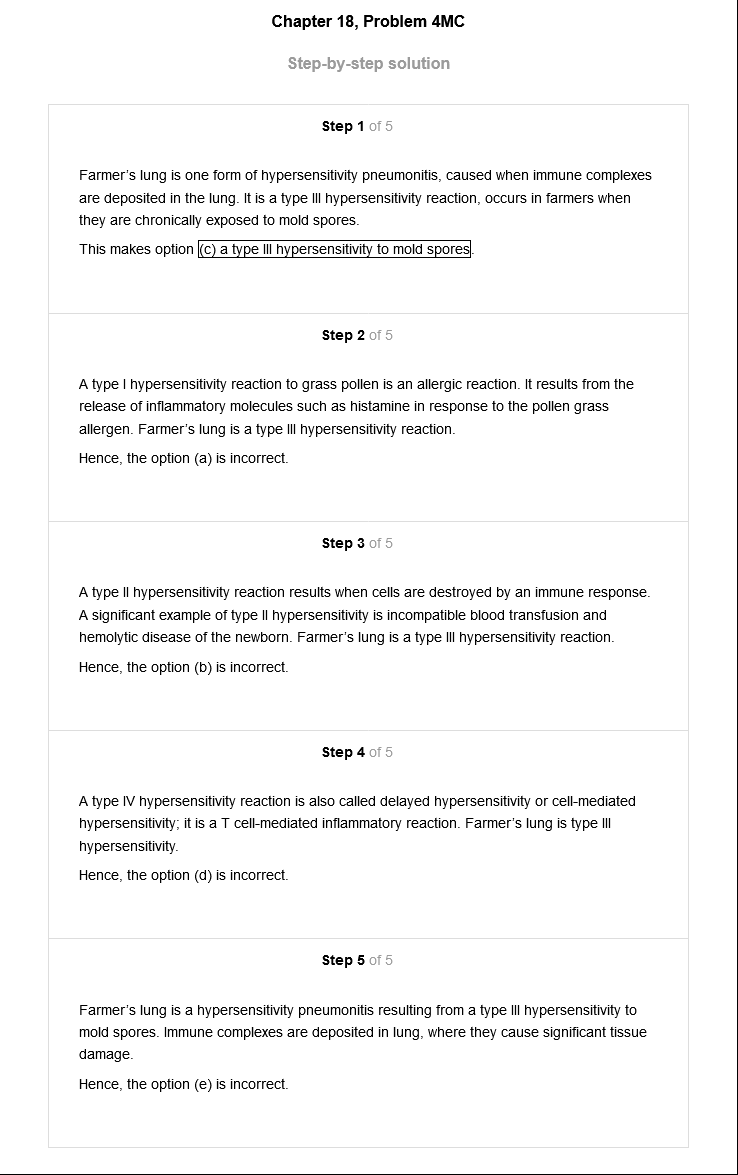 Chapter 18, Problem 4MC
Step-by-step solution
Step 1 of 5
Farmer’s lung is one form of hypersensitivity pneumonitis, caused when immune complexes
are deposited in the lung. It is a type III hypersensitivity reaction, occurs in farmers when
they are chronically exposed to mold spores.
This makes option (c) a type III hypersensitivity to mold spores.
Step 2 of 5
A type I hypersensitivity reaction to grass pollen is an allergic reaction. It results from the
release of inflammatory molecules such as histamine in response to the pollen grass
allergen. Farmer’s lung is a type III hypersensitivity reaction.
Hence, the option (a) is incorrect.
Step 3 of 5
A type II hypersensitivity reaction results when cells are destroyed by an immune response.
A significant example of type II hypersensitivity is incompatible blood transfusion and
hemolytic disease of the newborn. Farmer’s lung is a type III hypersensitivity reaction.
Hence, the option (b) is incorrect.
Step 4 of 5
A type IV hypersensitivity reaction is also called delayed hypersensitivity or cell-mediated
hypersensitivity; it is a T cell-mediated inflammatory reaction. Farmer’s lung is type III
hypersensitivity.
Hence, the option (d) is incorrect.
Step 5 of 5
Farmer’s lung is a hypersensitivity pneumonitis resulting from a type III hypersensitivity to
mold spores. Immune complexes are deposited in lung, where they cause significant tissue
damage.
Hence, the option (e) is incorrect.